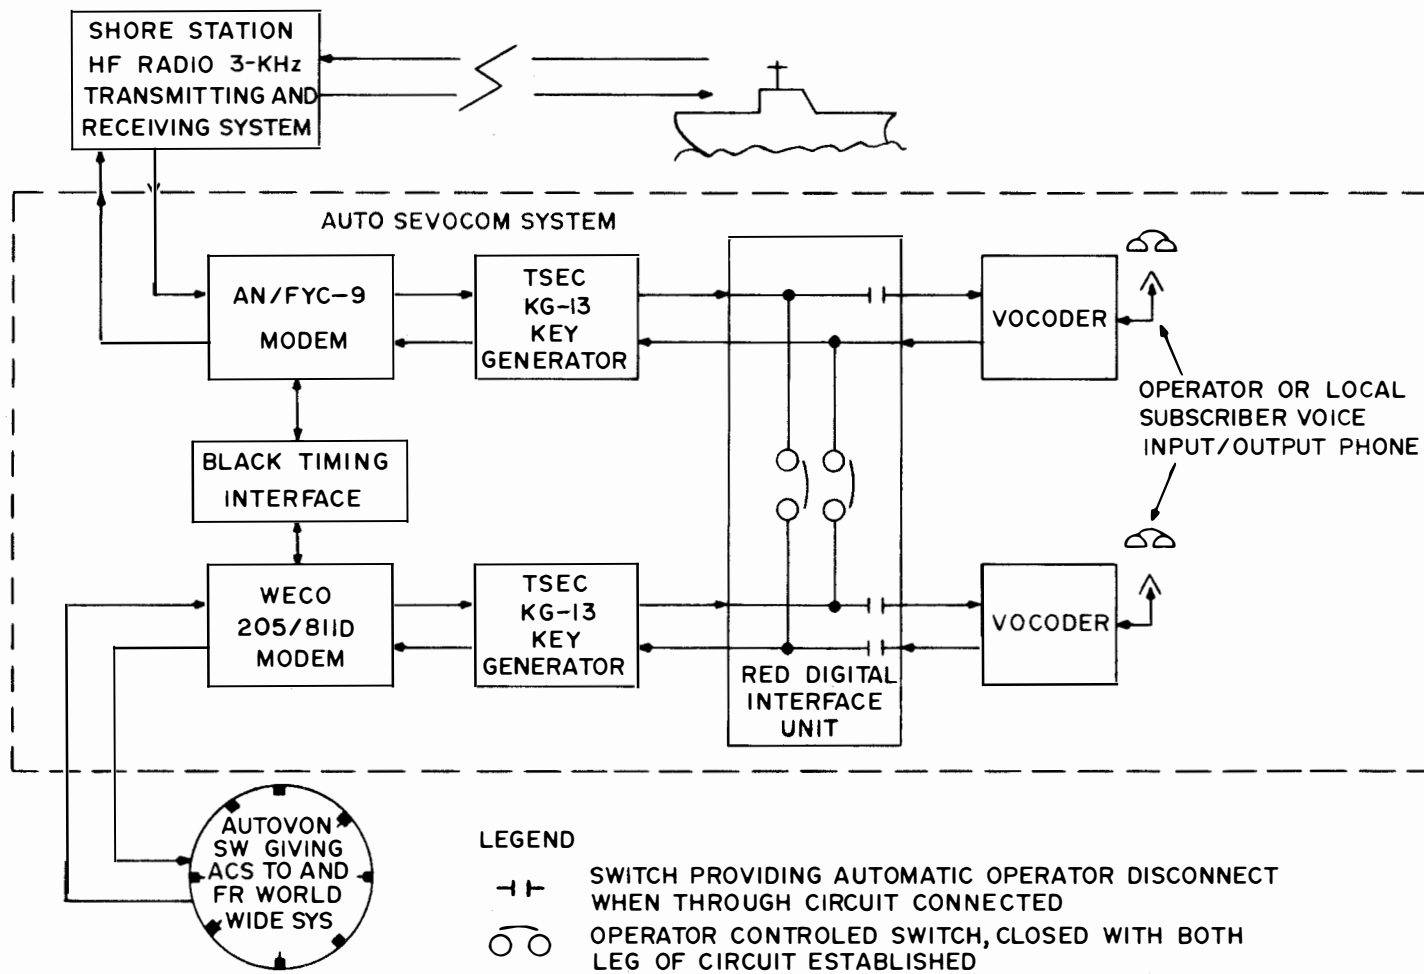 SHORE STATION
HF RADIO 3-KHz
TRANSMITTING AND
RECEIVING SYSTEM
AUTO SEVOCOM SYSTEM
AN/FYC-9
MODEM
TSEC
KG-13
KEY
GENERATOR
VOCODER
OPERATOR OR LOCAL
SUBSCRIBER VOICE
INPUT/OUTPUT PHONE
BLACK TIMING
INTERFACE
WECO
205/811D
MODEM
TSEC
KG-13
KEY
GENERATOR
RED DIGITAL
INTERFACE
UNIT
VOCODER
AUTOVON
SW GIVING
ACS TO AND
FR WORLD
WIDE SYS
LEGEND
SWITCH PROVIDING AUTOMATIC OPERATOR DISCONNECT
WHEN THROUGH CIRCUIT CONNECTED
OPERATOR CONTROLED SWITCH, CLOSED WITH BOTH
LEG OF CIRCUIT ESTABLISHED